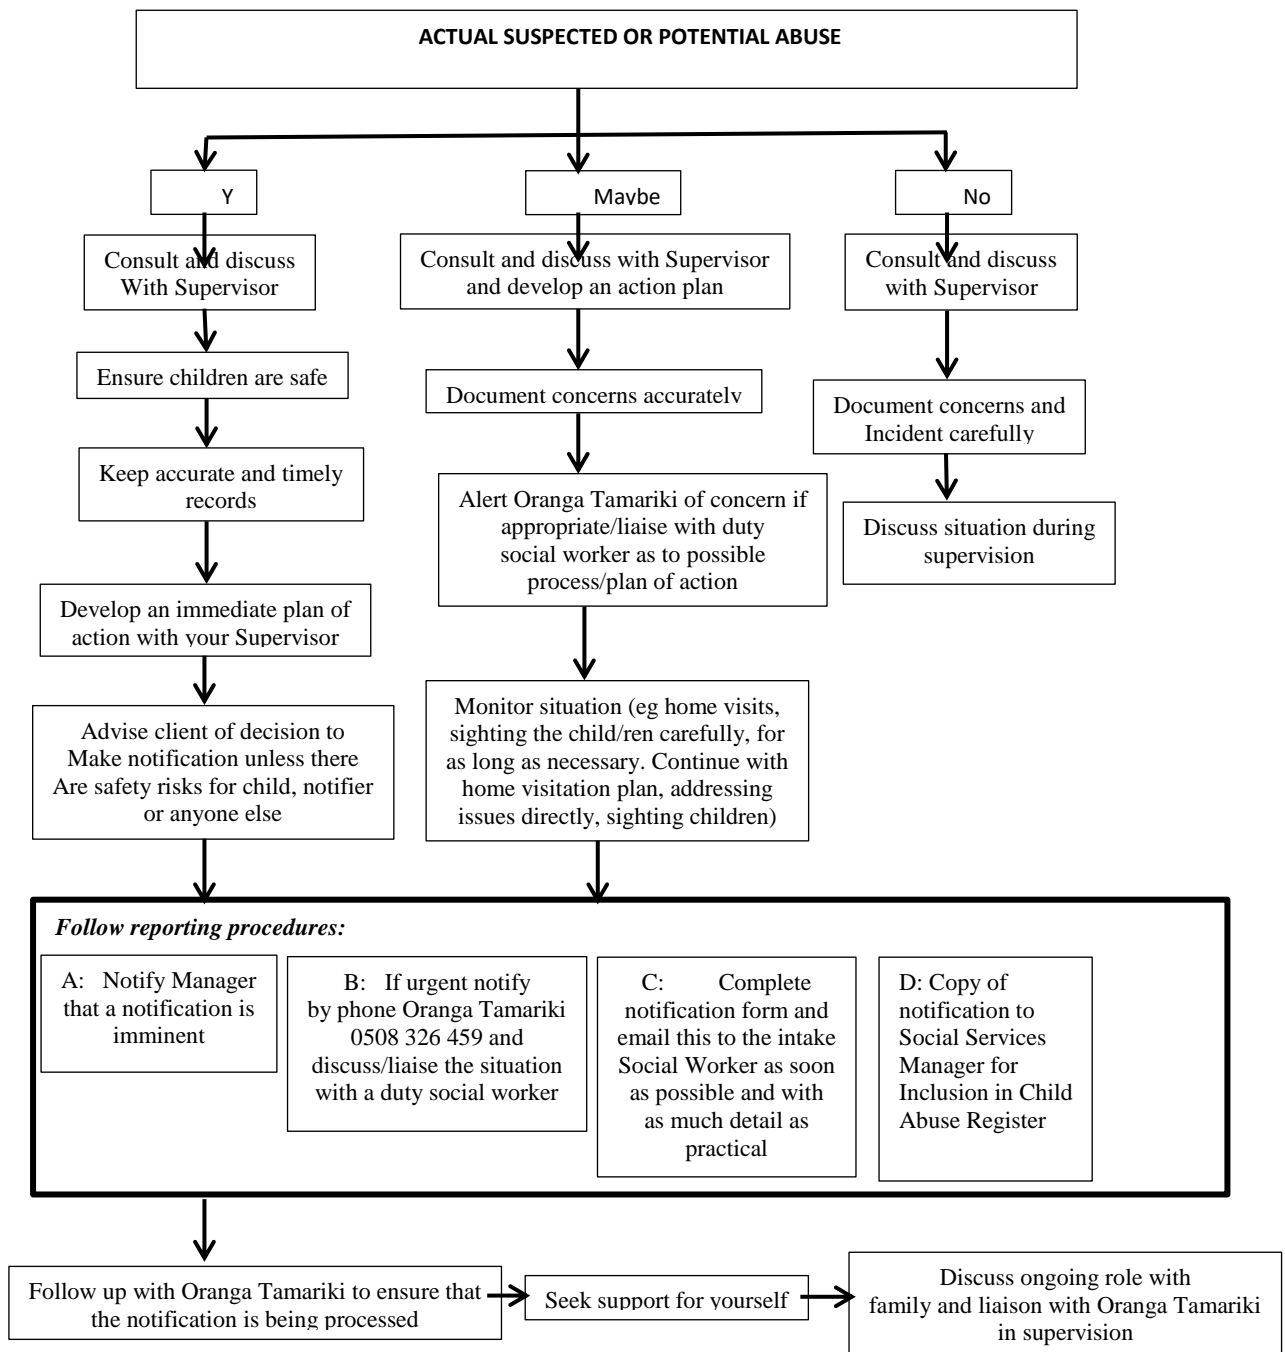 ACTUAL SUSPECTED OR POTENTIAL ABUSE
Y
Maybe
No
Consult and discuss
With Supervisor
Consult and discuss with Supervisor
and develop an action plan
Consult and discuss
with Supervisor
Ensure children are safe
Document concerns accurately
Document concerns and
Incident carefully
Keep accurate and timely
records
Alert Oranga Tamariki of concern if
appropriate/liaise with duty
social worker as to possible
process/plan of action
Discuss situation during
supervision
Develop an immediate plan of
action with your Supervisor
Advise client of decision to
Make notification unless there
Are safety risks for child, notifier
or anyone else
Monitor situation (eg home visits,
sighting the child/ren carefully, for
as long as necessary. Continue with
home visitation plan, addressing
issues directly, sighting children)
Follow reporting procedures:
A: Notify Manager
that a notification is
imminent
B: If urgent notify
by phone Oranga Tamariki
0508 326 459 and
discuss/liaise the situation
with a duty social worker
C: Complete
notification form and
email this to the intake
Social Worker as soon
as possible and with
as much detail as
practical
D: Copy of
notification to
Social Services
Manager for
Inclusion in Child
Abuse Register
Follow up with Oranga Tamariki to ensure that
the notification is being processed
Seek support for yourself
Discuss ongoing role with
family and liaison with Oranga Tamariki
in supervision